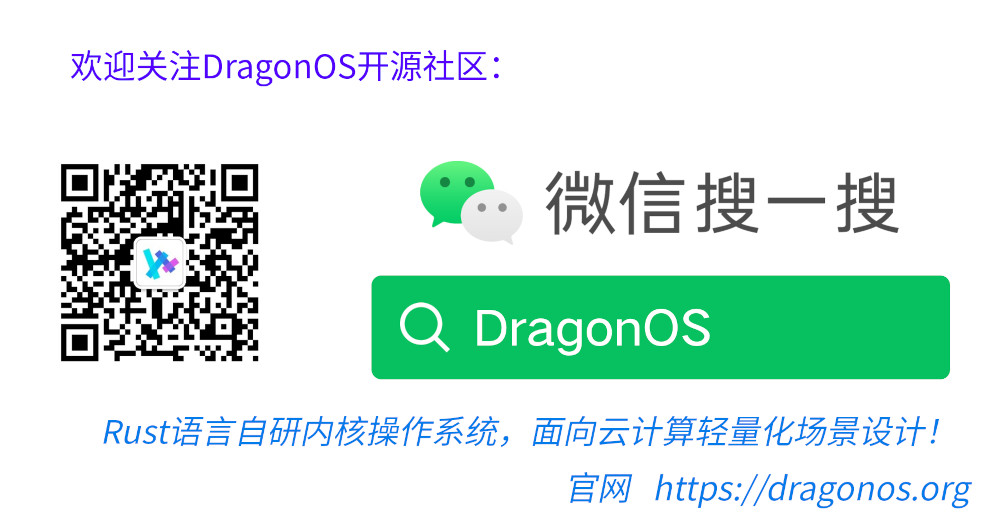 欢迎关注DragonOS开源社区：
微信搜一搜
DragonOS
Rust语言自研内核操作系统，面向云计算轻量化场景设计！
官网 https://dragonos.org